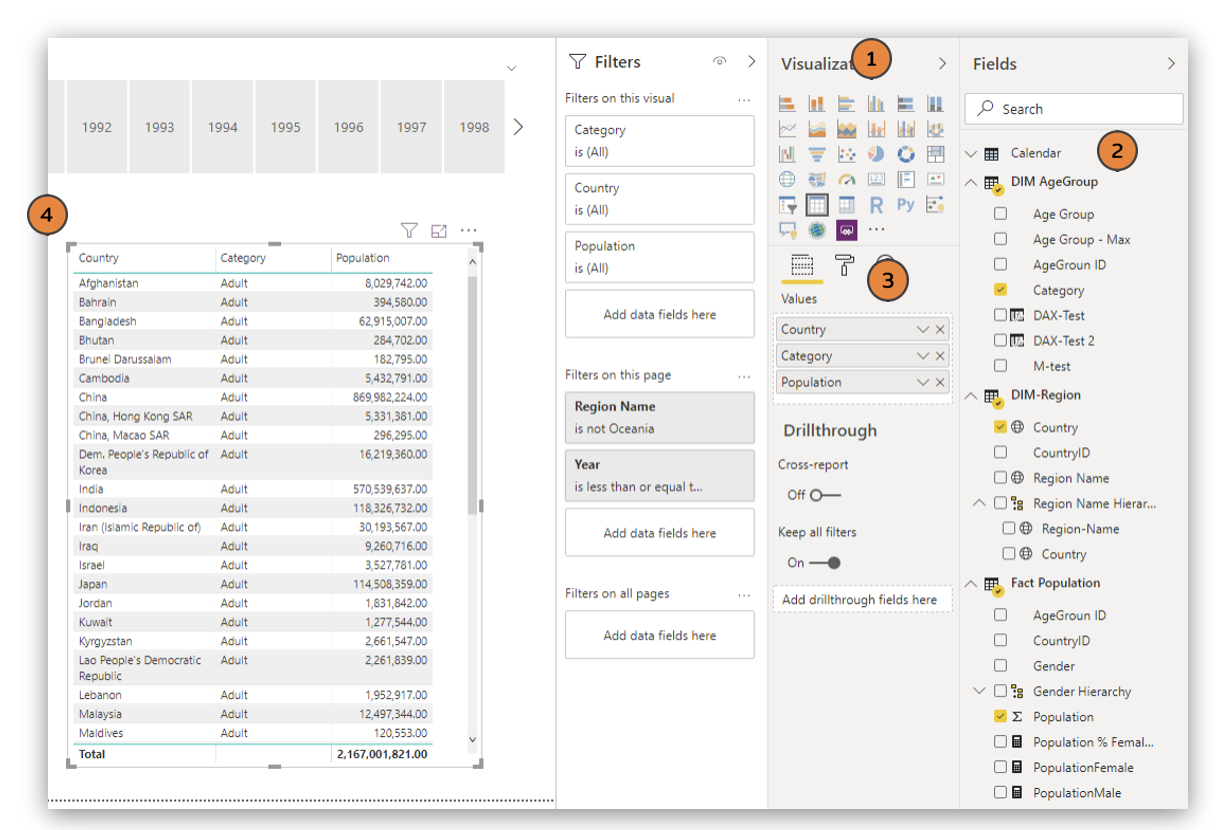 1992 1993 1994 1995 1996 1997 1998
4
Country Category Population
Afghanistan Adult 8,029,742.00
Bahrain Adult 394,580.00
Bangladesh Adult 62,915,007.00
Bhutan Adult 284,702.00
Brunei Darussalam Adult 182,795.00
Cambodia Adult 5,432,791.00
China Adult 869,982,224.00
China, Hong Kong SAR Adult 5,331,381.00
China, Macao SAR Adult 296,295.00
Dem. People's Republic of Adult 16,219,360.00
Korea
India Adult 570,539,637.00
Indonesia Adult 118,326,732.00
Iran (Islamic Republic of) Adult 30,193,567.00
Iraq Adult 9,260,716.00
Israel Adult 3,527,781.00
Japan Adult 114,508,359.00
Jordan Adult 1,831,842.00
Kuwait Adult 1,277,544.00
Kyrgyzstan Adult 2,661,547.00
Lao People's Democratic Adult 2,261,839.00
Republic
Lebanon Adult 1,952,917.00
Malaysia Adult 12,497,344.00
Maldives Adult 120,553.00
Total 2,167,001,821.00
Filters
Filters on this visual ...
Category
is (All)
Country
is (All)
Population
is (All)
Add data fields here
Filters on this page ...
Region Name
is not Oceania
Year
is less than or equal t...
Add data fields here
Filters on all pages ...
Add data fields here
Visualizat
1
R Py
123
...
3
Values
Country
Category
Population
Drillthrough
Cross-report
Off
Keep all filters
On
Add drillthrough fields here
Fields
Search
Calendar
2
DIM AgeGroup
Age Group
Age Group - Max
AgeGroun ID
Category
DAX-Test
DAX-Test 2
M-test
DIM-Region
Country
CountryID
Region Name
Region Name Hierar...
Region-Name
Country
Fact Population
AgeGroun ID
CountryID
Gender
Gender Hierarchy
Σ Population
Population % Femal...
PopulationFemale
PopulationMale